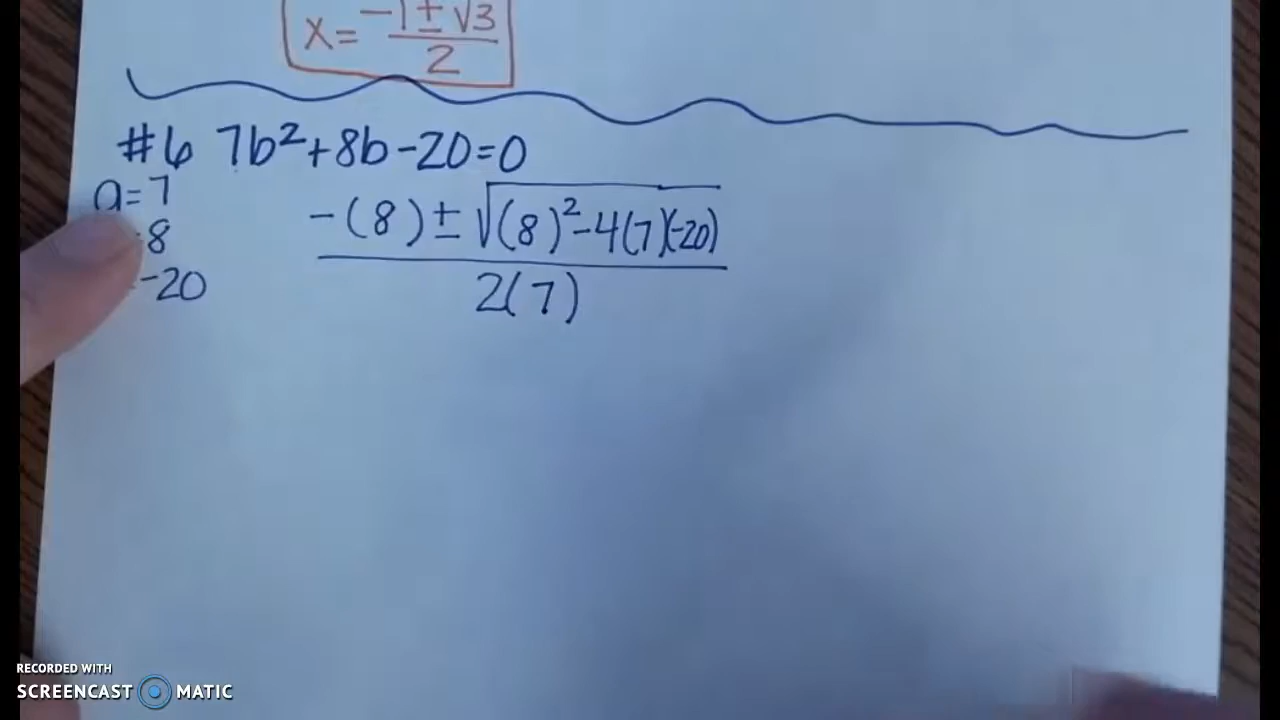 x= -1 ± √3 / 2
#6 7b²+8b-20=0
a=7
=8
-20
-(8) ± √(8)²-4(7)(-20)
2(7)
RECORDED WITH
SCREENCAST MATIC